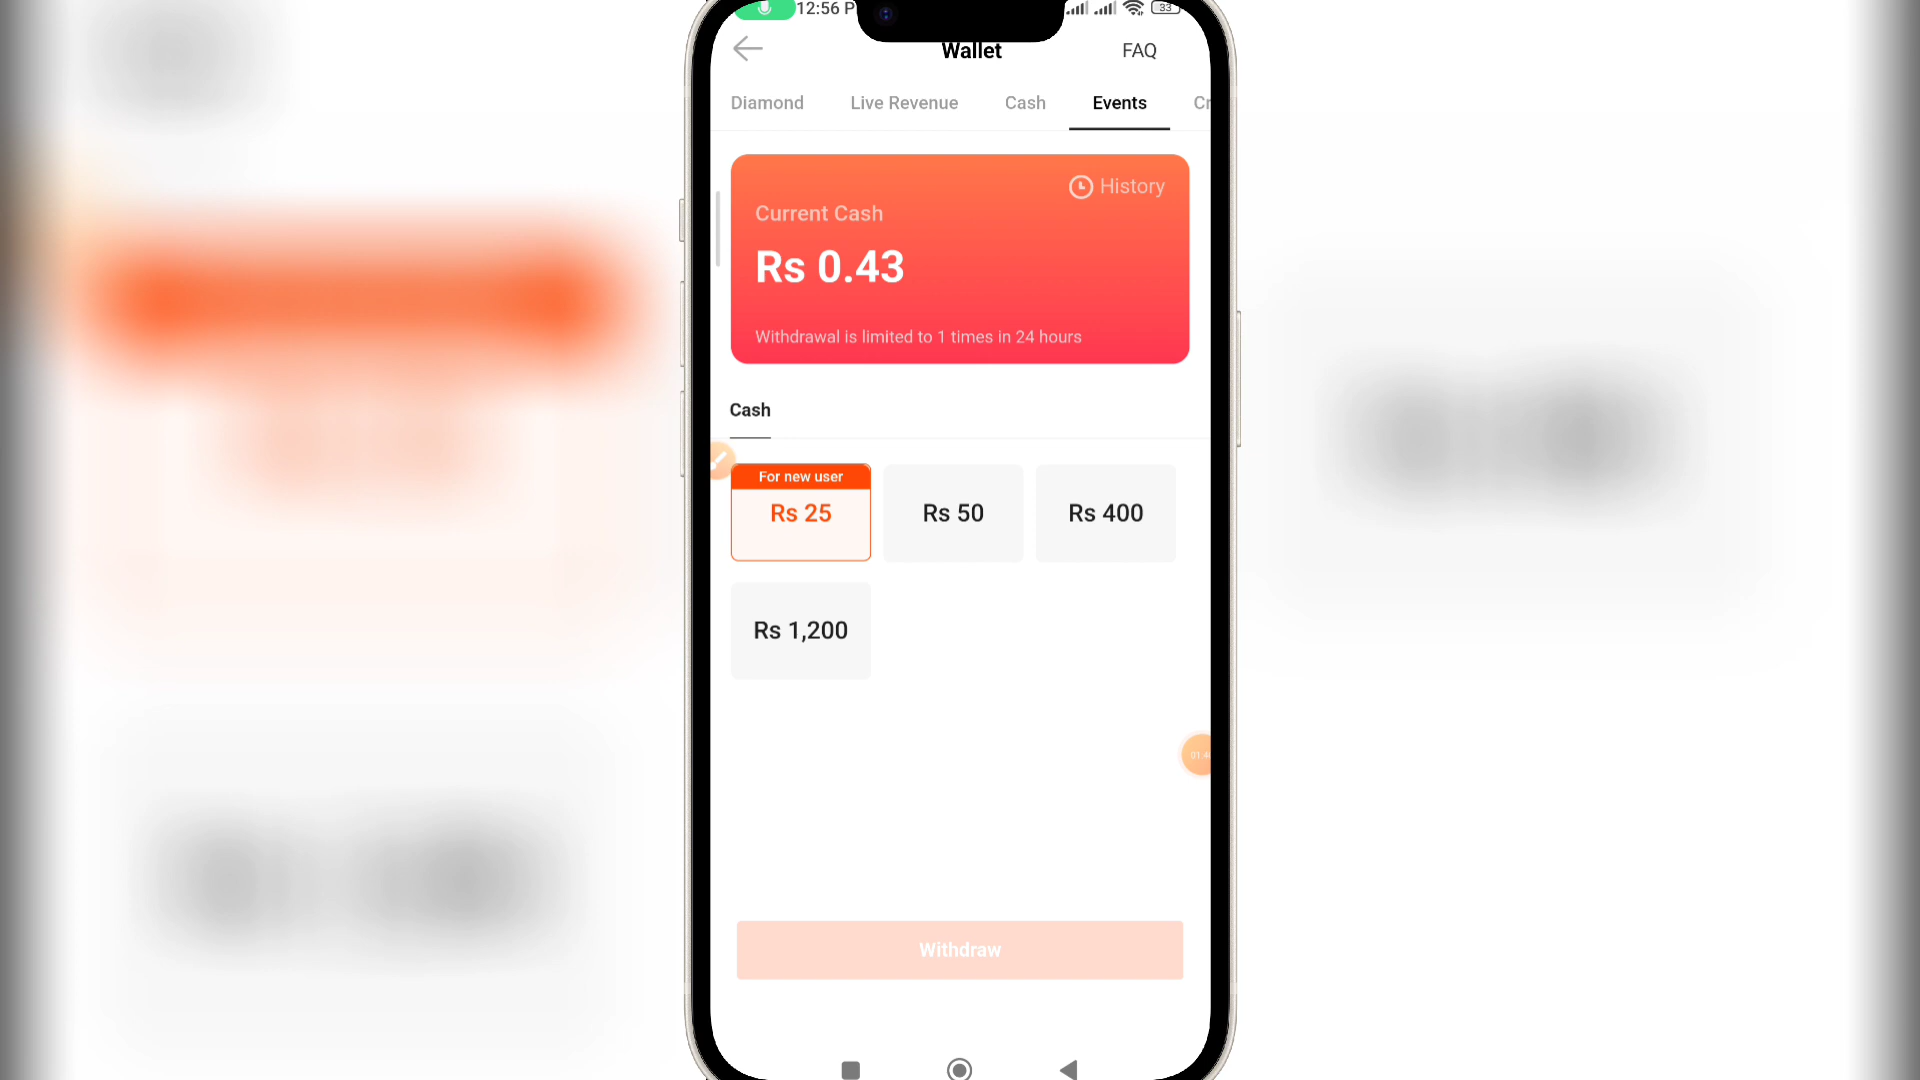 12:56 P
33
Wallet
FAQ
Diamond Live Revenue Cash Events Cr
History
Current Cash
Rs 0.43
Withdrawal is limited to 1 times in 24 hours
Cash
For new user
Rs 25
Rs 50
Rs 400
Rs 1,200
Withdraw